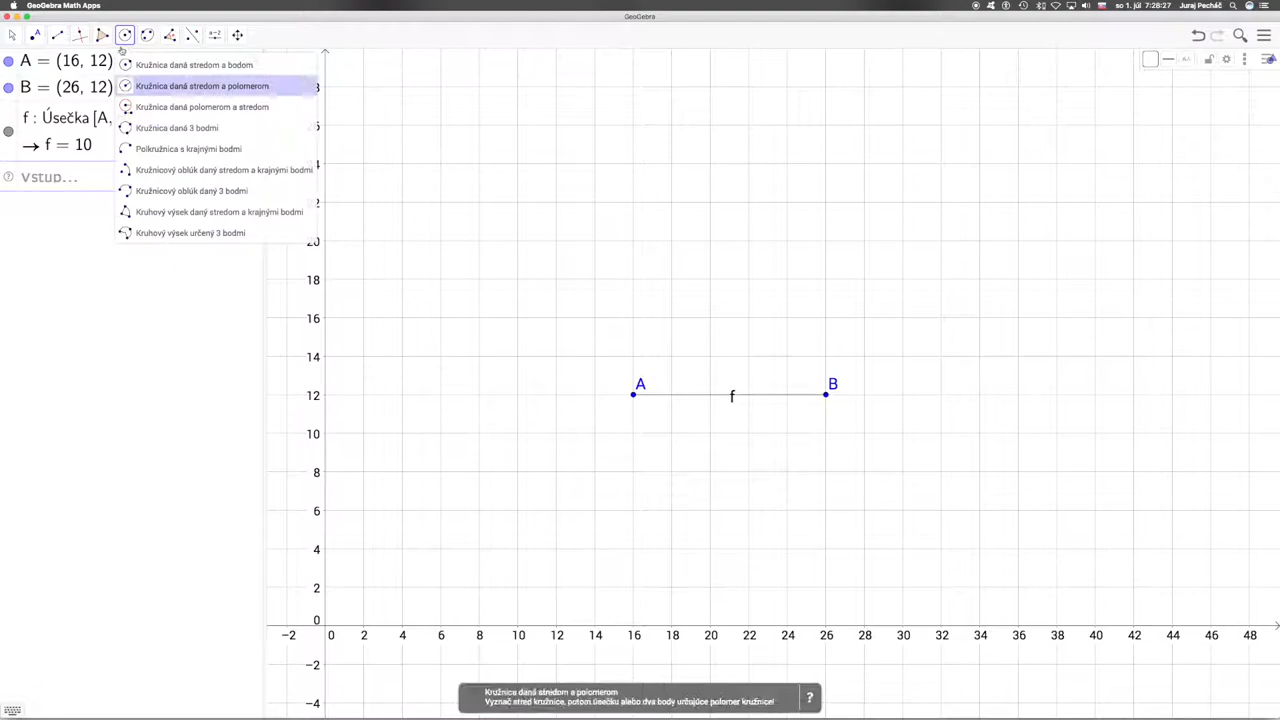 GeoGebra Math Apps
so 1. júl 7:28:27 Juraj Pecháč
GeoGebra
A = (16, 12)
B = (26, 12)
f : Úsečka [A,
→ f = 10
Vstup...
Kružnica daná stredom a bodom
Kružnica daná stredom a polomerom
Kružnica daná polomerom a stredom
Kružnica daná 3 bodmi
Polkružnica s krajnými bodmi
Kružnicový oblúk daný stredom a krajnými bodmi
Kružnicový oblúk daný 3 bodmi
Kruhový výsek daný stredom a krajnými bodmi
Kruhový výsek určený 3 bodmi
20
18
16
14
12
10
8
6
4
2
0
−2
−4
A
B
f
−2 0 2 4 6 8 10 12 14 16 18 20 22 24 26 28 30 32 34 36 38 40 42 44 46 48
Kružnica daná stredom a polomerom
Vyznač stred kružnice, potom úsečku alebo dva body určujúce polomer kružnice!
?